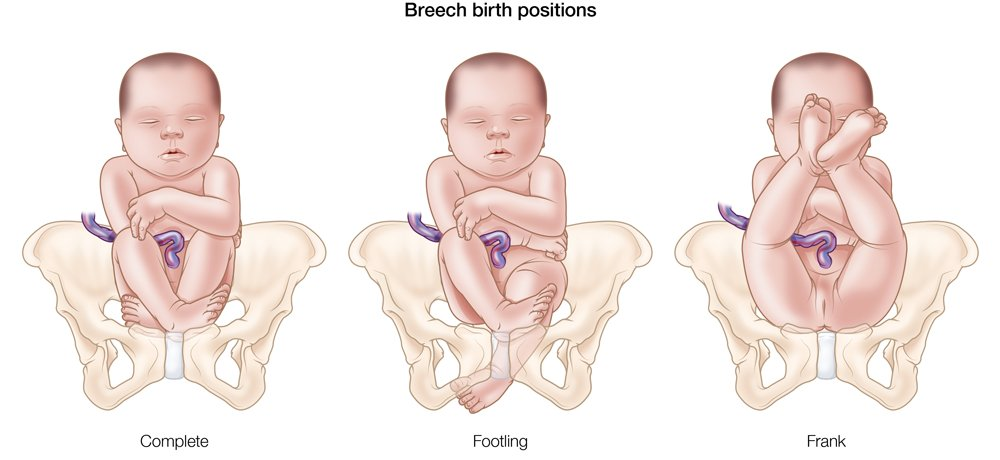 Breech birth positions
Complete
Footling
Frank